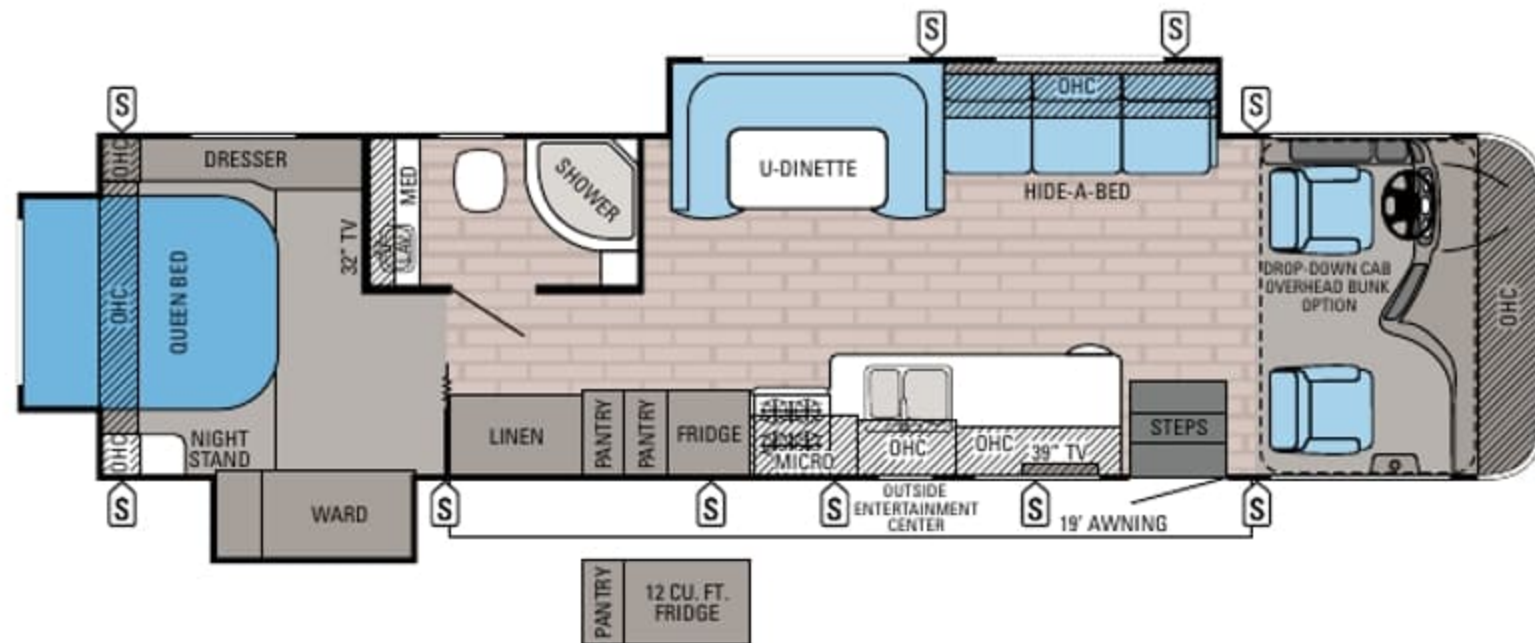 S
S
S
S
OHC
DRESSER
MED
LAV
32" TV
SHOWER
U-DINETTE
OHC
HIDE-A-BED
DROP-DOWN CAB
OVERHEAD BUNK
OPTION
OHC
OHC
QUEEN BED
OHC
NIGHT
STAND
LINEN
PANTRY
PANTRY
FRIDGE
MICRO
OHC
OHC
39" TV
STEPS
WARD
S
S
S
S
S
S
OUTSIDE
ENTERTAINMENT
CENTER
19' AWNING
PANTRY
12 CU. FT.
FRIDGE